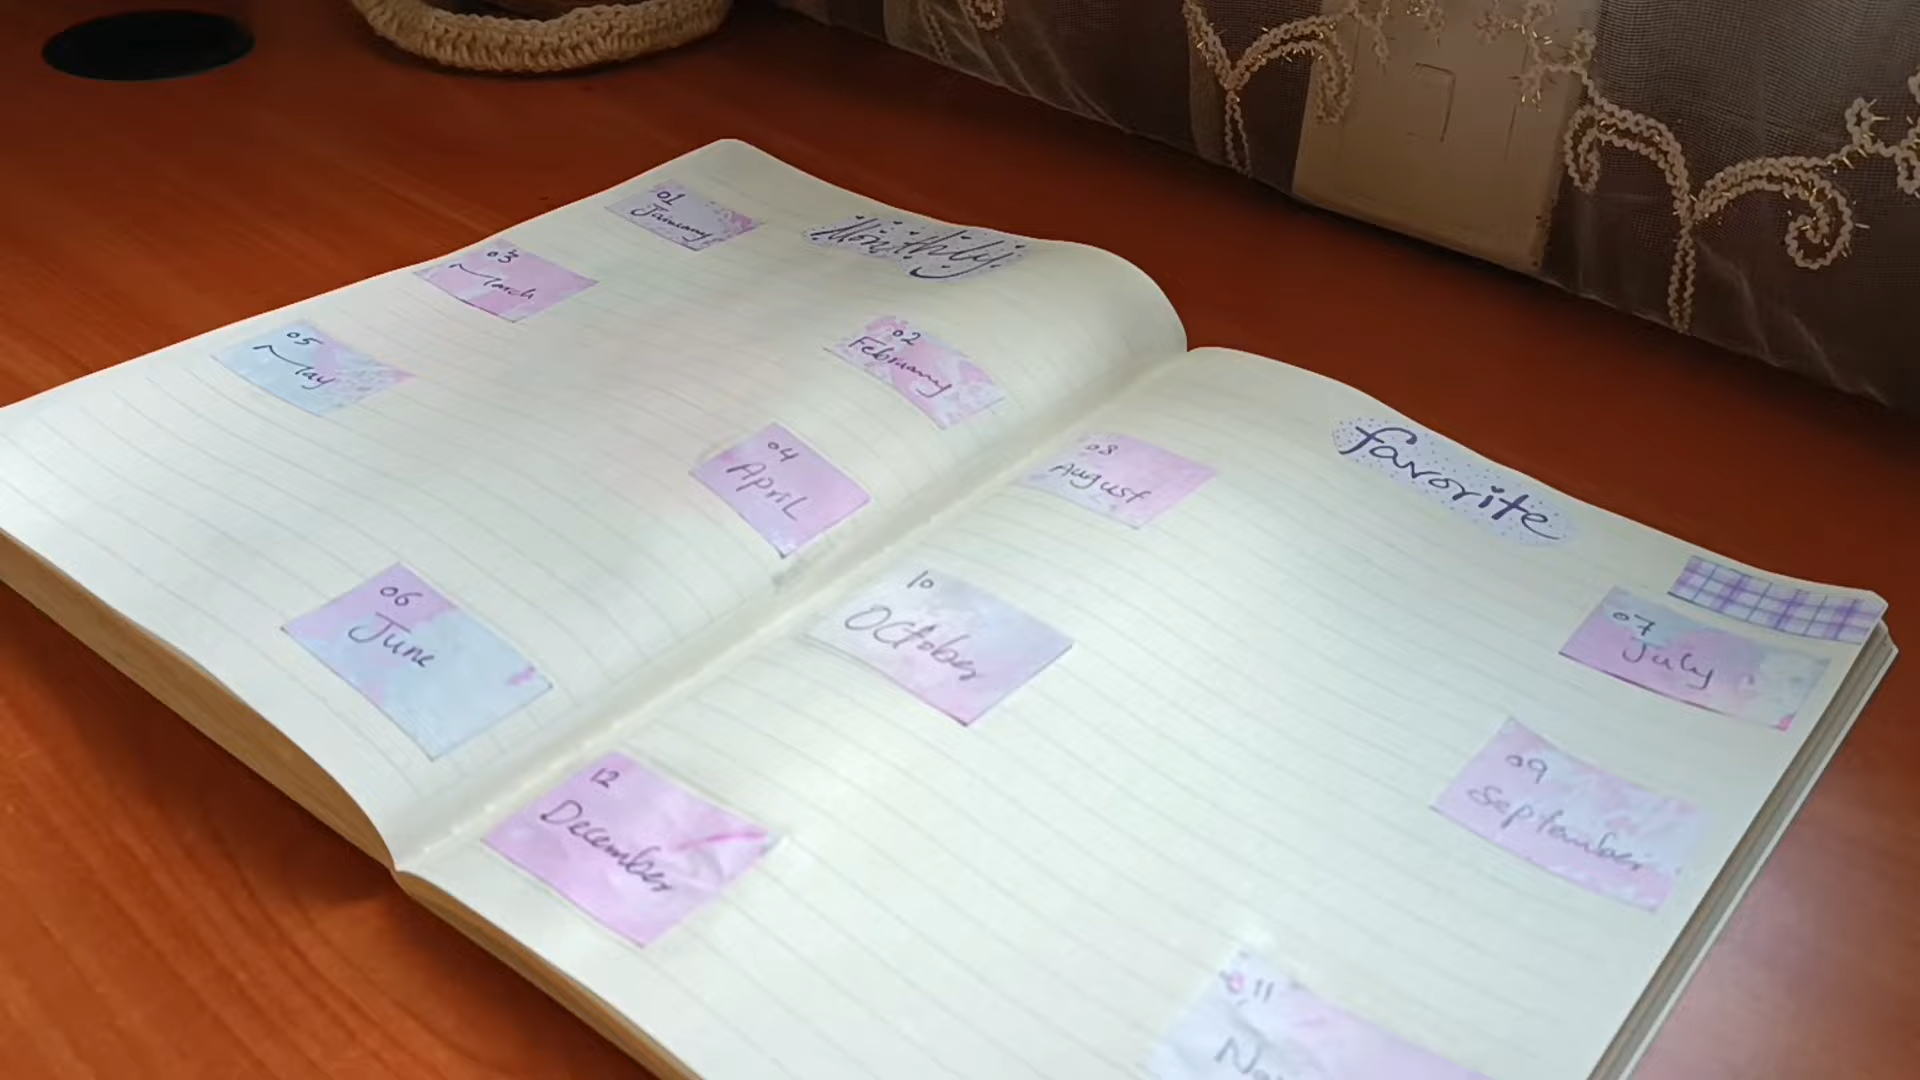 Monthly
01
January
02
February
03
March
04
April
05
May
06
June
favorite
07
July
08
August
09
September
10
October
11
No
12
December